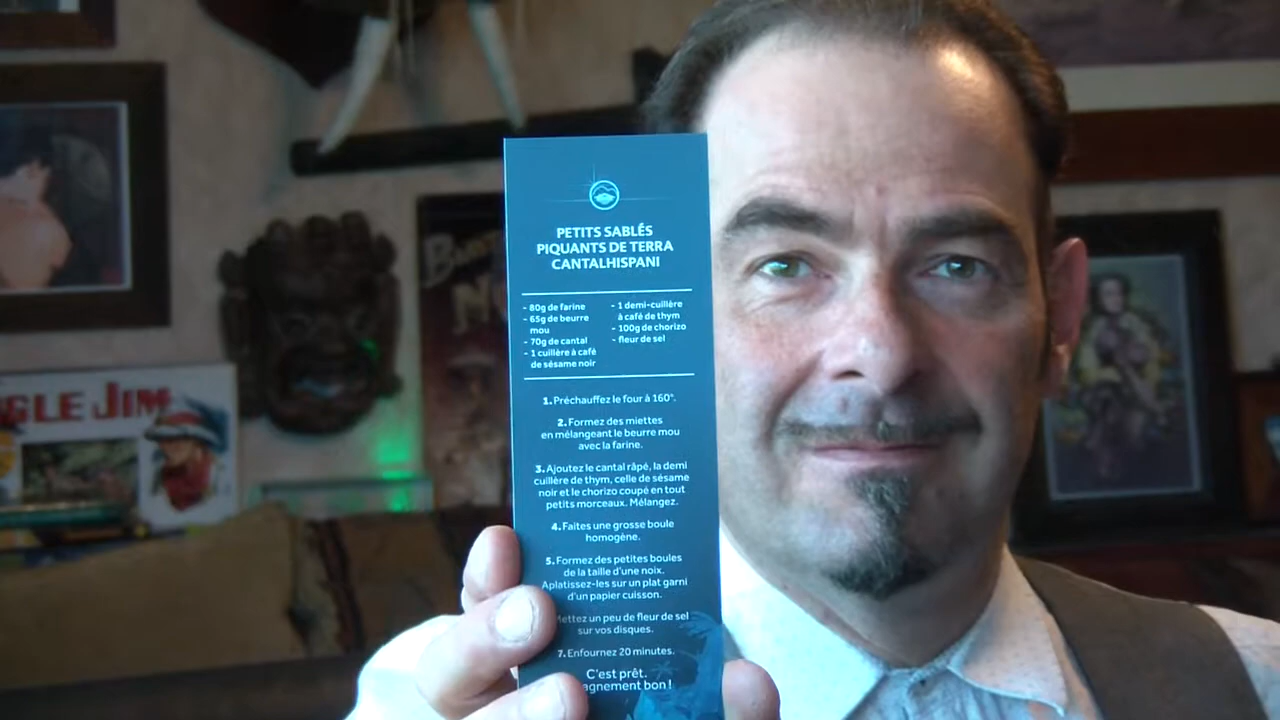 PETITS SABLÉS
PIQUANTS DE TERRA
CANTALHISPANI
- 80g de farine
- 65g de beurre
mou
- 70g de cantal
- 1 cuillère à café
de sésame noir
- 1 demi-cuillère
à café de thym
- 100g de chorizo
- fleur de sel
1. Préchauffez le four à 160°.
2. Formez des miettes
en mélangeant le beurre mou
avec la farine.
3. Ajoutez le cantal râpé, la demi
cuillère de thym, celle de sésame
noir et le chorizo coupé en tout
petits morceaux. Mélangez.
4. Faites une grosse boule
homogène.
5. Formez des petites boules
de la taille d'une noix.
Aplatissez-les sur un plat garni
d'un papier cuisson.
ettez un peu de fleur de sel
sur vos disques.
7. Enfournez 20 minutes.
C'est prêt.
agnement bon !
GLE JIM